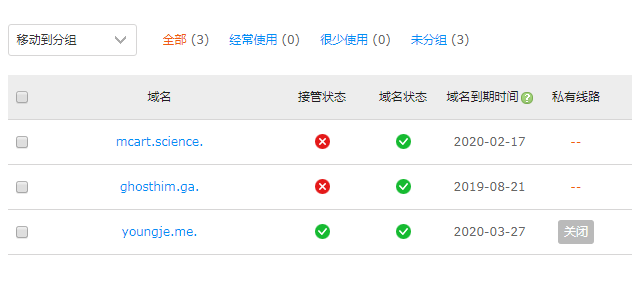 移动到分组 全部 (3) 经常使用 (0) 很少使用 (0) 未分组 (3)
域名 接管状态 域名状态 域名到期时间 ? 私有线路
mcart.science. 2020-02-17 --
ghosthim.ga. 2019-08-21 --
youngje.me. 2020-03-27 关闭